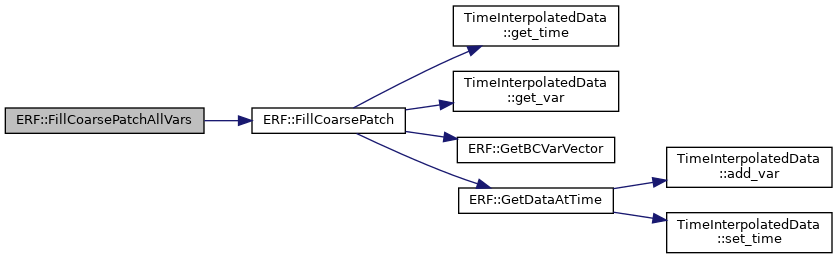 ERF::FillCoarsePatchAllVars
ERF::FillCoarsePatch
TimeInterpolatedData
::get_time
TimeInterpolatedData
::get_var
ERF::GetBCVarVector
ERF::GetDataAtTime
TimeInterpolatedData
::add_var
TimeInterpolatedData
::set_time